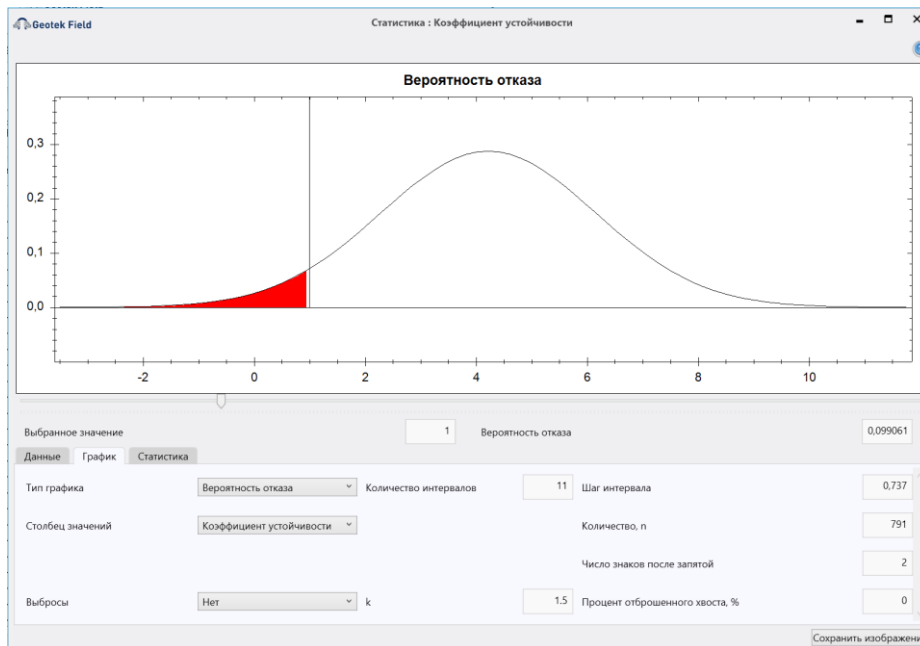 Geotek Field
Статистика : Коэффициент устойчивости
Вероятность отказа
0,3
0,2
0,1
0,0
-2 0 2 4 6 8 10
Выбранное значение 1 Вероятность отказа 0,099061
Данные График Статистика
Тип графика Вероятность отказа Количество интервалов 11 Шаг интервала 0,737
Столбец значений Коэффициент устойчивости Количество, n 791
Число знаков после запятой 2
Выбросы Нет k 1.5 Процент отброшенного хвоста, % 0
Сохранить изображени